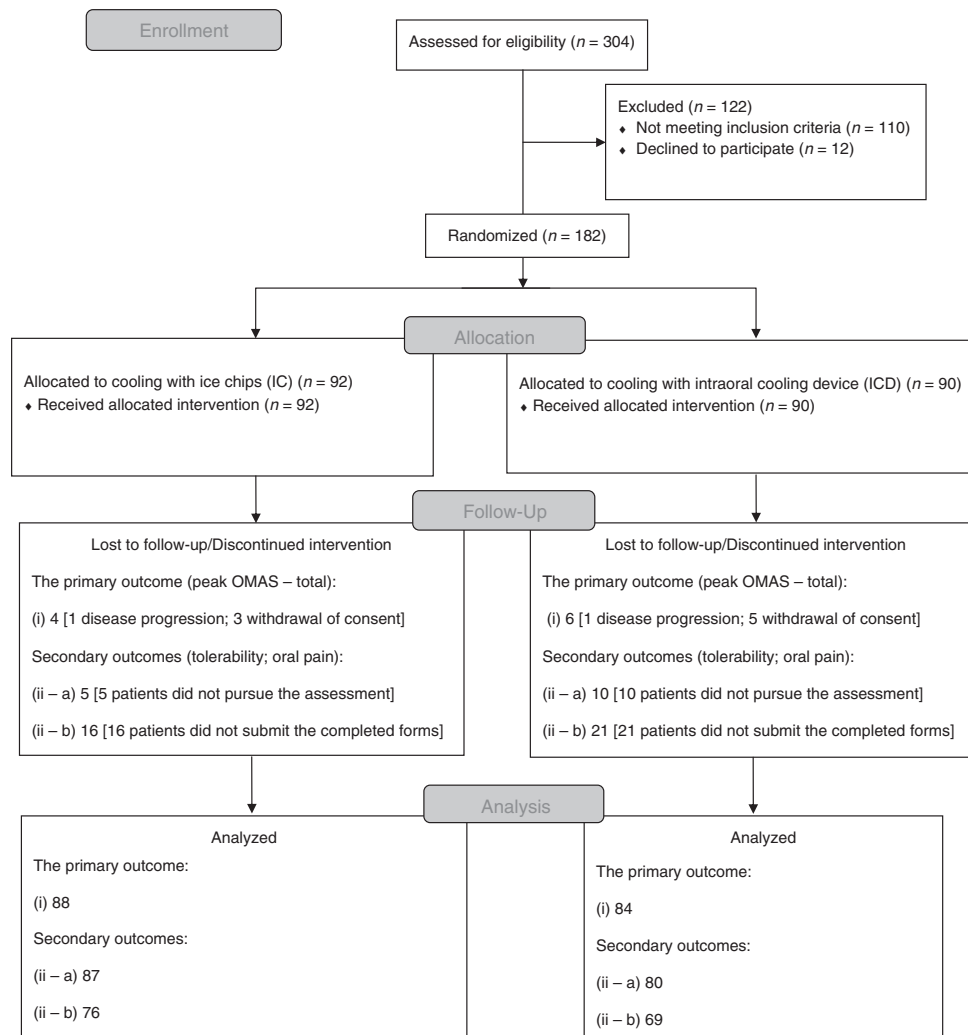 Enrollment
Assessed for eligibility (n = 304)
Excluded (n = 122)
♦ Not meeting inclusion criteria (n = 110)
♦ Declined to participate (n = 12)
Randomized (n = 182)
Allocation
Allocated to cooling with ice chips (IC) (n = 92)
♦ Received allocated intervention (n = 92)
Allocated to cooling with intraoral cooling device (ICD) (n = 90)
♦ Received allocated intervention (n = 90)
Follow-Up
Lost to follow-up/Discontinued intervention
The primary outcome (peak OMAS – total):
(i) 4 [1 disease progression; 3 withdrawal of consent]
Secondary outcomes (tolerability; oral pain):
(ii – a) 5 [5 patients did not pursue the assessment]
(ii – b) 16 [16 patients did not submit the completed forms]
Lost to follow-up/Discontinued intervention
The primary outcome (peak OMAS – total):
(i) 6 [1 disease progression; 5 withdrawal of consent]
Secondary outcomes (tolerability; oral pain):
(ii – a) 10 [10 patients did not pursue the assessment]
(ii – b) 21 [21 patients did not submit the completed forms]
Analysis
Analyzed
The primary outcome:
(i) 88
Secondary outcomes:
(ii – a) 87
(ii – b) 76
Analyzed
The primary outcome:
(i) 84
Secondary outcomes:
(ii – a) 80
(ii – b) 69